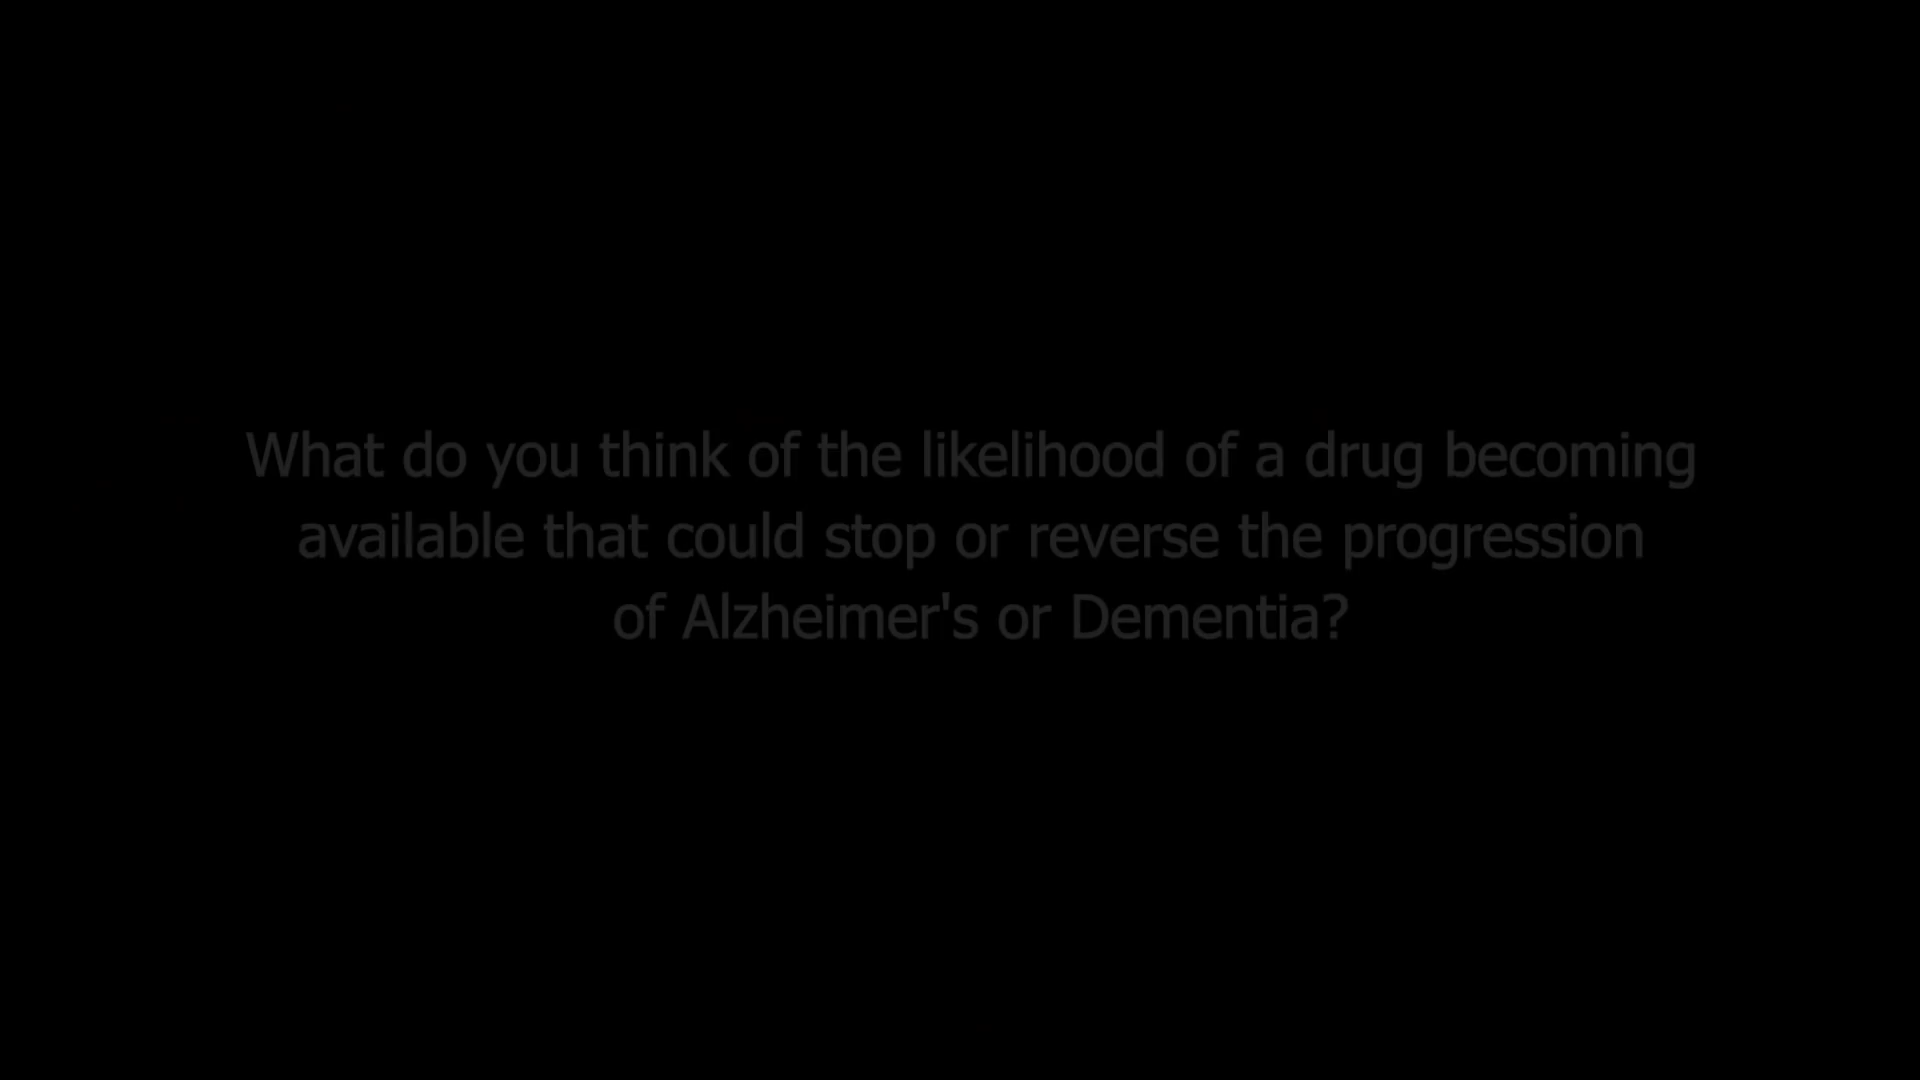 What do you think of the likelihood of a drug becoming
available that could stop or reverse the progression
of Alzheimer's or Dementia?